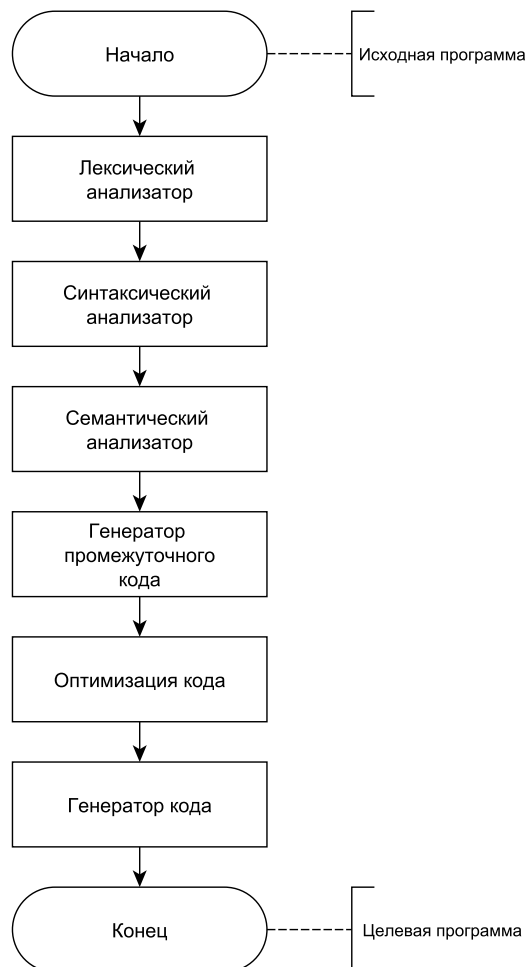 Начало
Исходная программа
Лексический
анализатор
Синтаксический
анализатор
Семантический
анализатор
Генератор
промежуточного
кода
Оптимизация кода
Генератор кода
Конец
Целевая программа